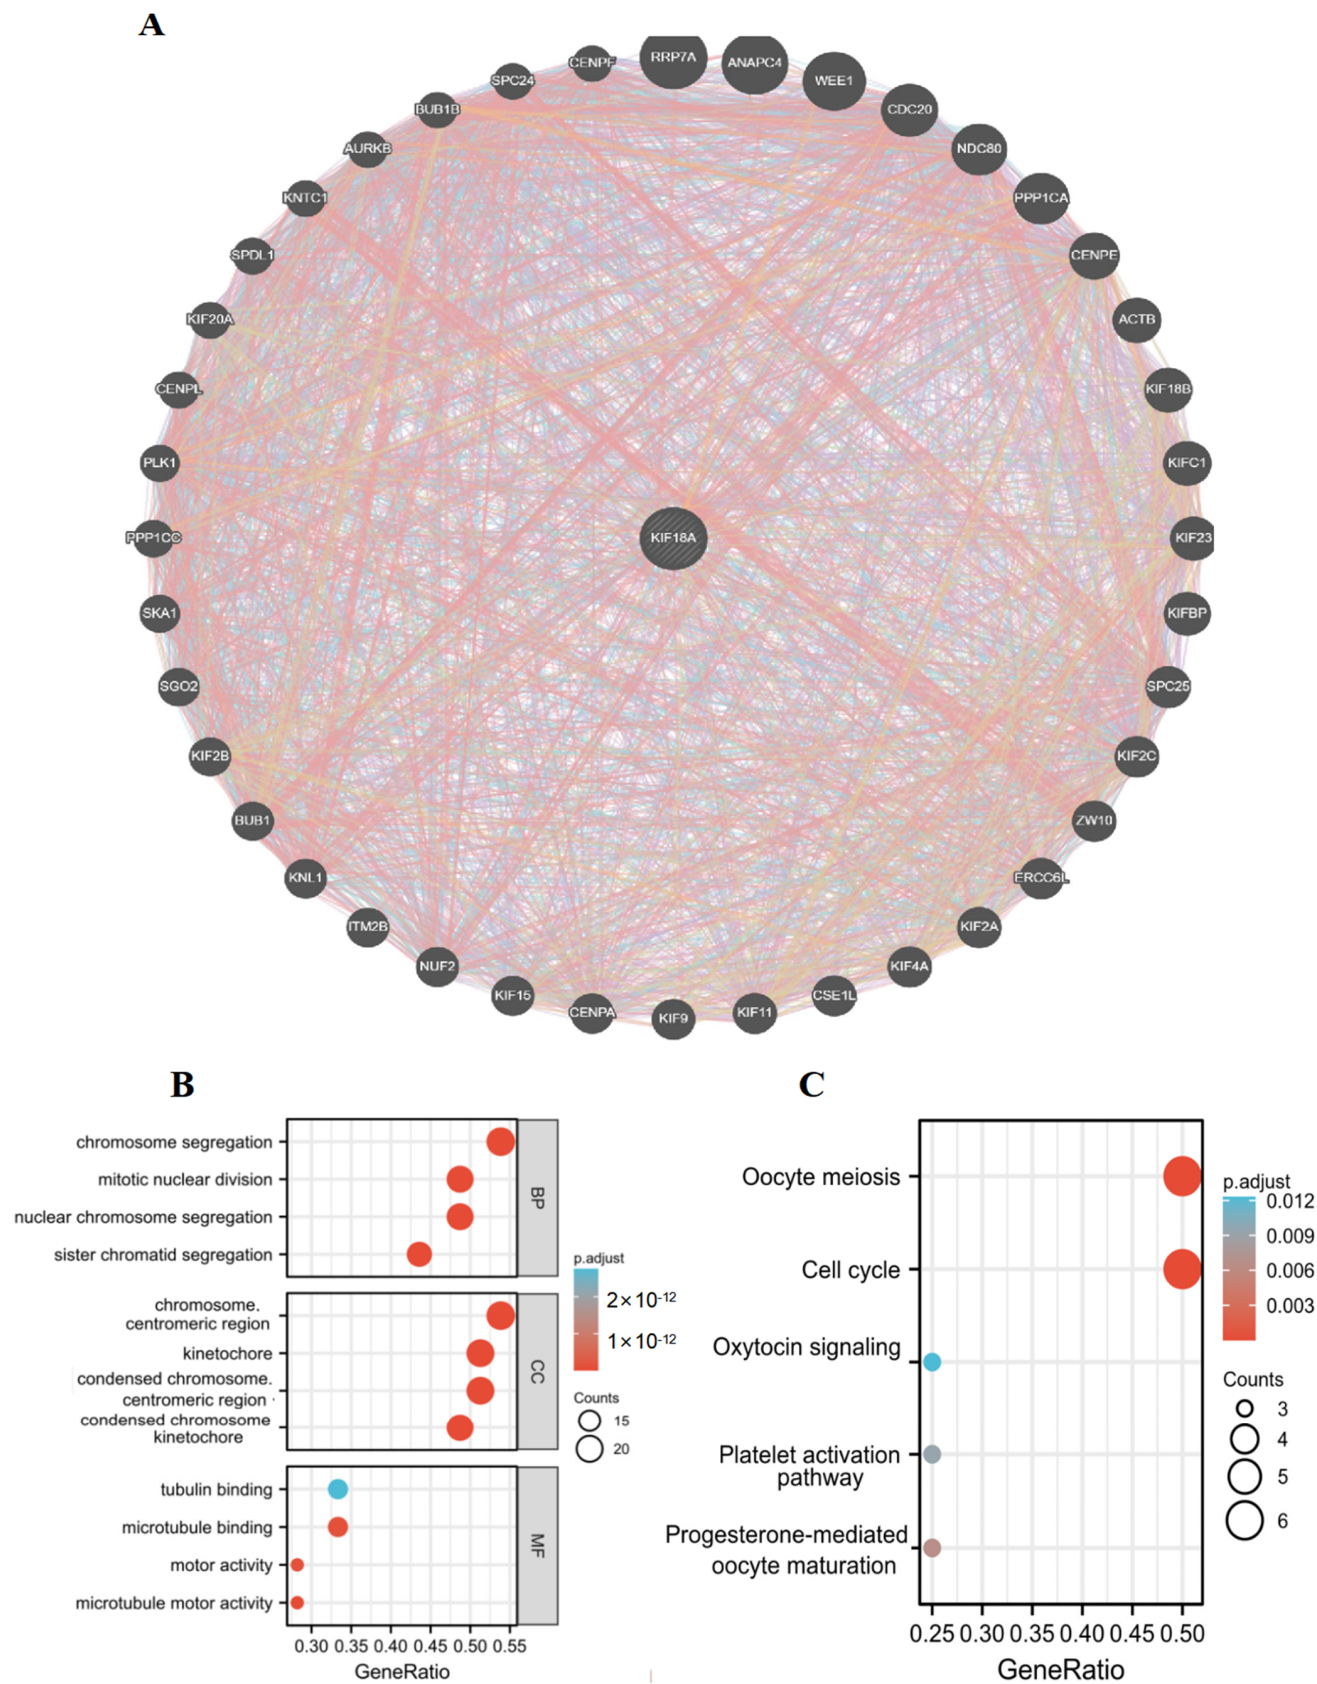 A
RRP7A
ANAPC4
WEE1
CDC20
NDC80
PPP1CA
CENPE
ACTB
KIF18B
KIFC1
KIF23
KIFBP
SPC25
KIF2C
ZW10
ERCC6L
KIF2A
KIF4A
CSE1L
KIF11
KIF9
CENPA
KIF15
NUF2
ITM2B
KNL1
BUB1
KIF2B
SGO2
SKA1
PPP1CC
PLK1
CENPL
KIF20A
SPDL1
KNTC1
AURKB
BUB1B
SPC24
CENPF
KIF18A
B
chromosome segregation
mitotic nuclear division
nuclear chromosome segregation
sister chromatid segregation
BP
chromosome.
centromeric region
kinetochore
condensed chromosome.
centromeric region
condensed chromosome
kinetochore
CC
tubulin binding
microtubule binding
motor activity
microtubule motor activity
MF
0.30 0.35 0.40 0.45 0.50 0.55
GeneRatio
p.adjust
2×10-12
1×10-12
Counts
15
20
C
Oocyte meiosis
Cell cycle
Oxytocin signaling
Platelet activation
pathway
Progesterone-mediated
oocyte maturation
0.25 0.30 0.35 0.40 0.45 0.50
GeneRatio
p.adjust
0.012
0.009
0.006
0.003
Counts
3
4
5
6